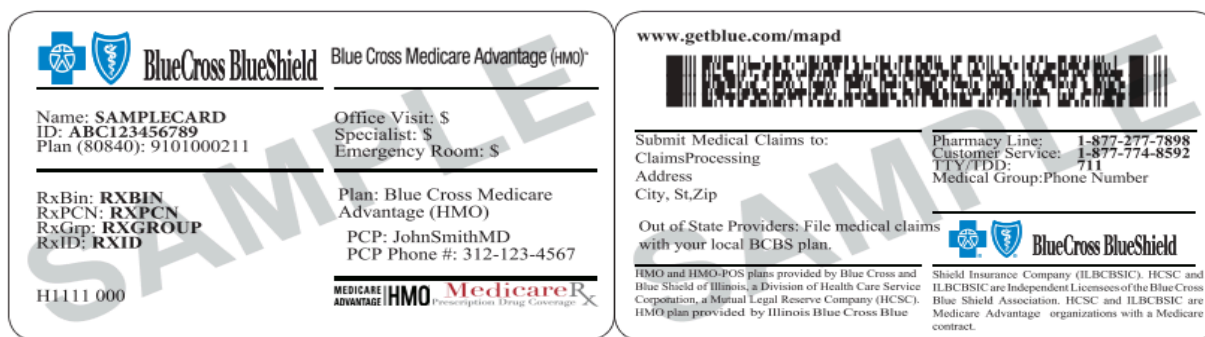 BlueCross BlueShield
Blue Cross Medicare Advantage (HMO)℠
Name: SAMPLECARD
ID: ABC123456789
Plan (80840): 9101000211
Office Visit: $
Specialist: $
Emergency Room: $
RxBin: RXBIN
RxPCN: RXPCN
RxGrp: RXGROUP
RxID: RXID
Plan: Blue Cross Medicare
Advantage (HMO)
PCP: JohnSmithMD
PCP Phone #: 312-123-4567
H1111 000
MEDICARE
ADVANTAGE HMO
MedicareRx
Prescription Drug Coverage
SAMPLE
www.getblue.com/mapd
Submit Medical Claims to:
ClaimsProcessing
Address
City, St,Zip
Out of State Providers: File medical claims
with your local BCBS plan.
Pharmacy Line: 1-877-277-7898
Customer Service: 1-877-774-8592
TTY/TDD: 711
Medical Group:Phone Number
BlueCross BlueShield
HMO and HMO-POS plans provided by Blue Cross and
Blue Shield of Illinois, a Division of Health Care Service
Corporation, a Mutual Legal Reserve Company (HCSC).
HMO plan provided by Illinois Blue Cross Blue
Shield Insurance Company (ILBCBSIC). HCSC and
ILBCBSIC are Independent Licensees of the Blue Cross
Blue Shield Association. HCSC and ILBCBSIC are
Medicare Advantage organizations with a Medicare
contract.
SAMPLE